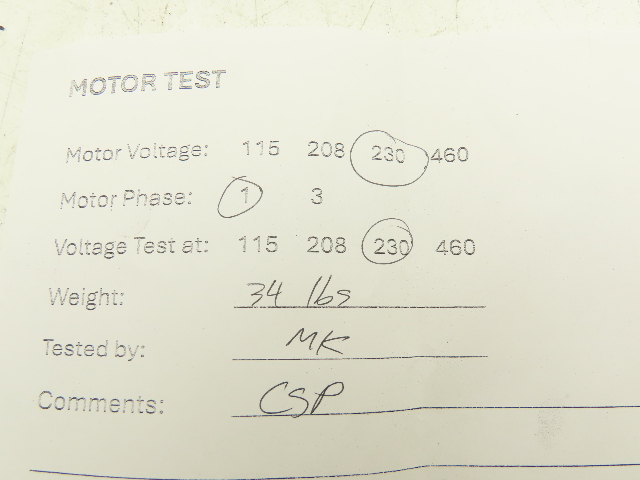 MOTOR TEST
Motor Voltage: 115 208 230 460
Motor Phase: 1 3
Voltage Test at: 115 208 230 460
Weight: 34 lbs
Tested by: MK
Comments: CSP